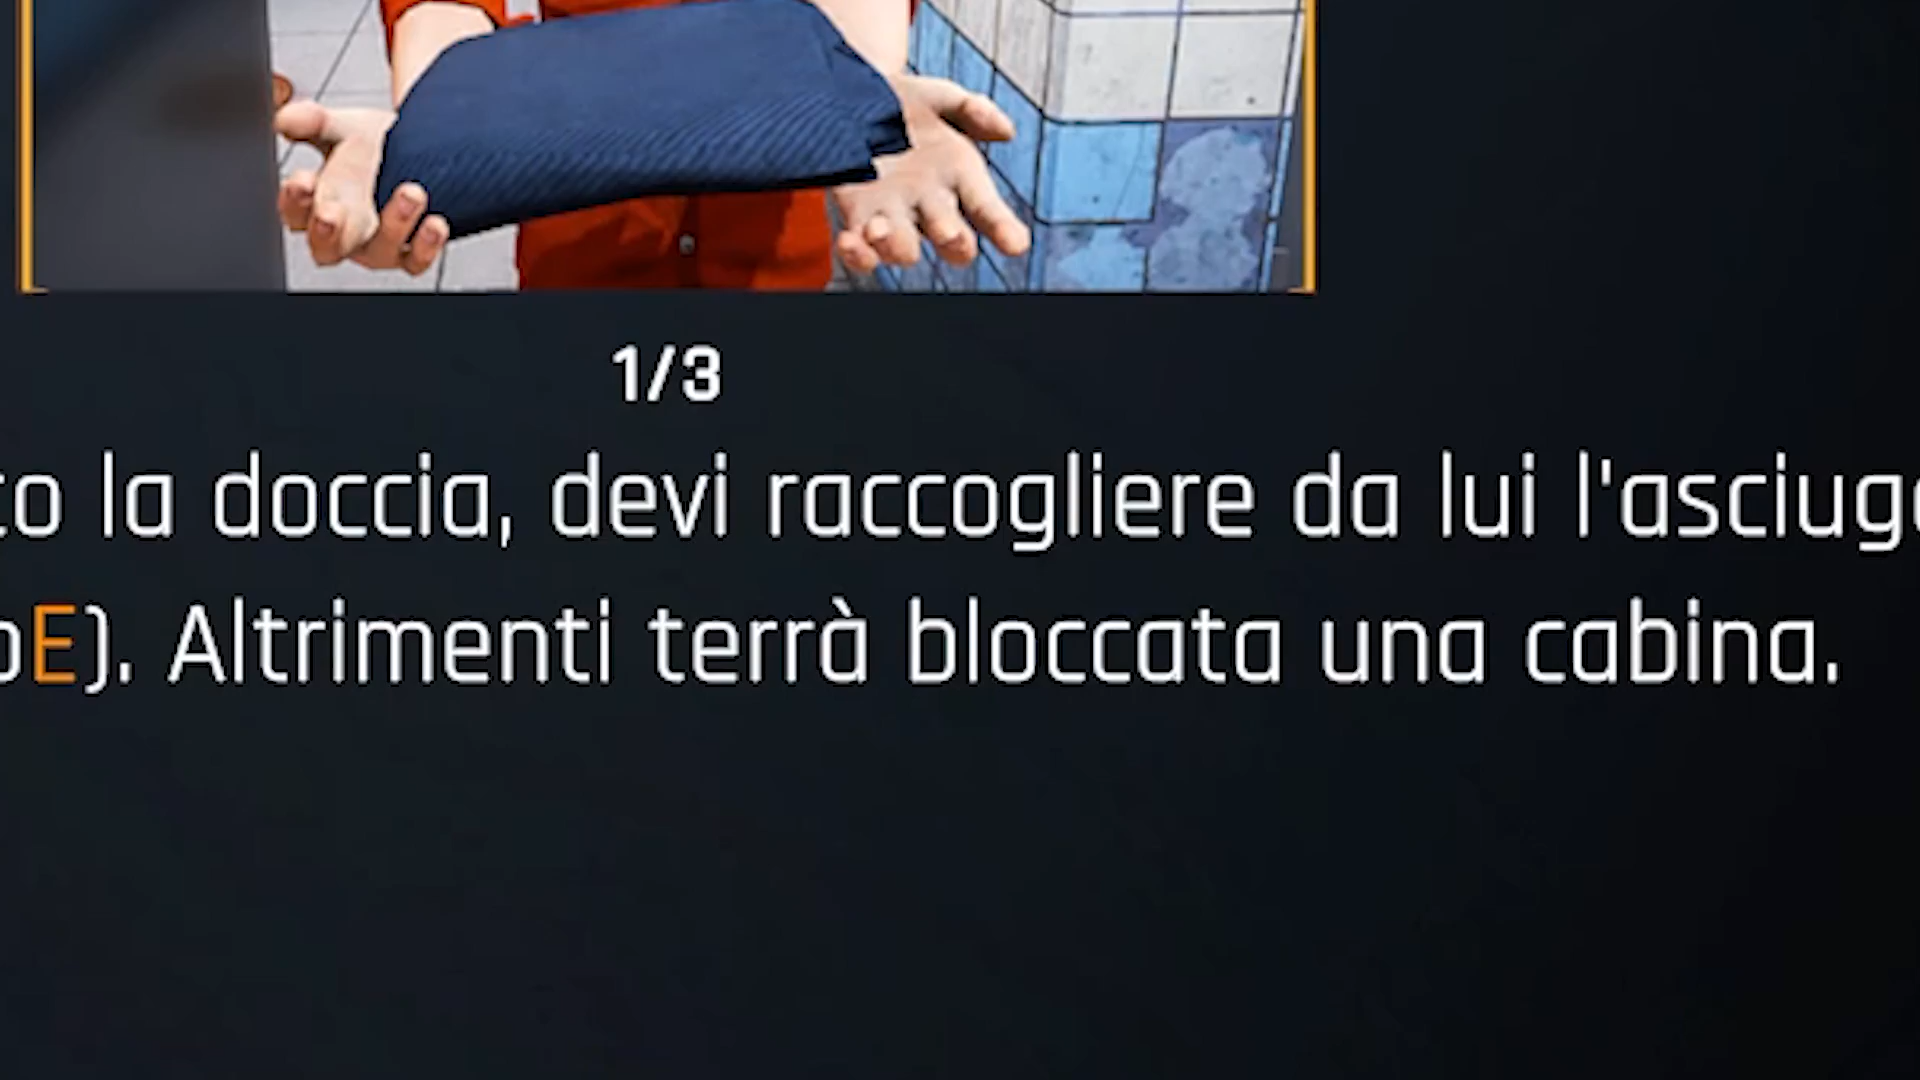 1/3
la doccia, devi raccogliere da lui
E). Altrimenti terrà bloccata una cabina.